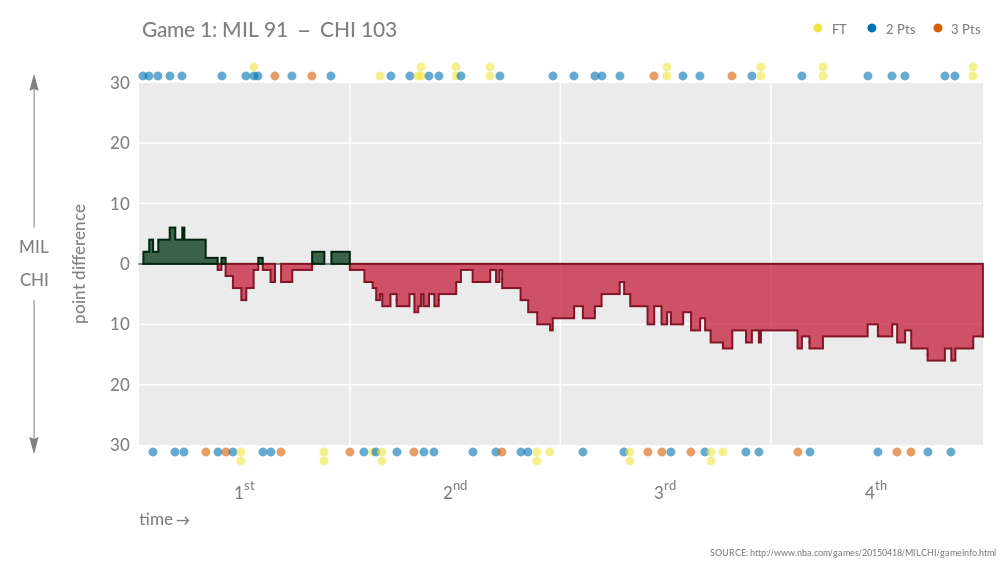 Game 1: MIL 91 – CHI 103
FT 2 Pts 3 Pts
30
20
10
0
10
20
30
MIL
CHI
point difference
1st 2nd 3rd 4th
time→
SOURCE: http://www.nba.com/games/20150418/MILCHI/gameinfo.html